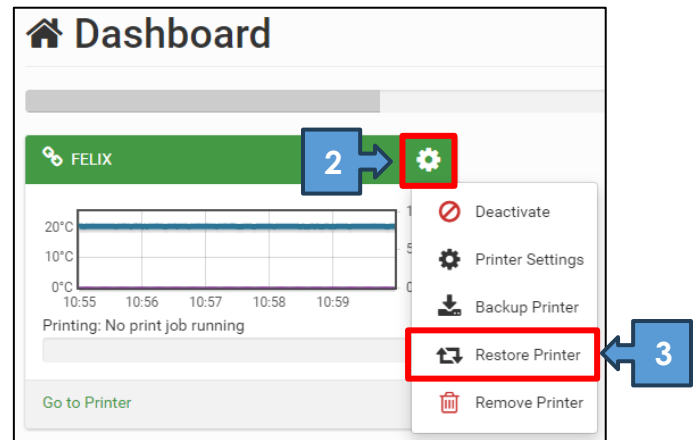 Dashboard
FELIX
2
20°C
10°C
0°C
10:55 10:56 10:57 10:58 10:59
Printing: No print job running
Go to Printer
Deactivate
Printer Settings
Backup Printer
Restore Printer
3
Remove Printer